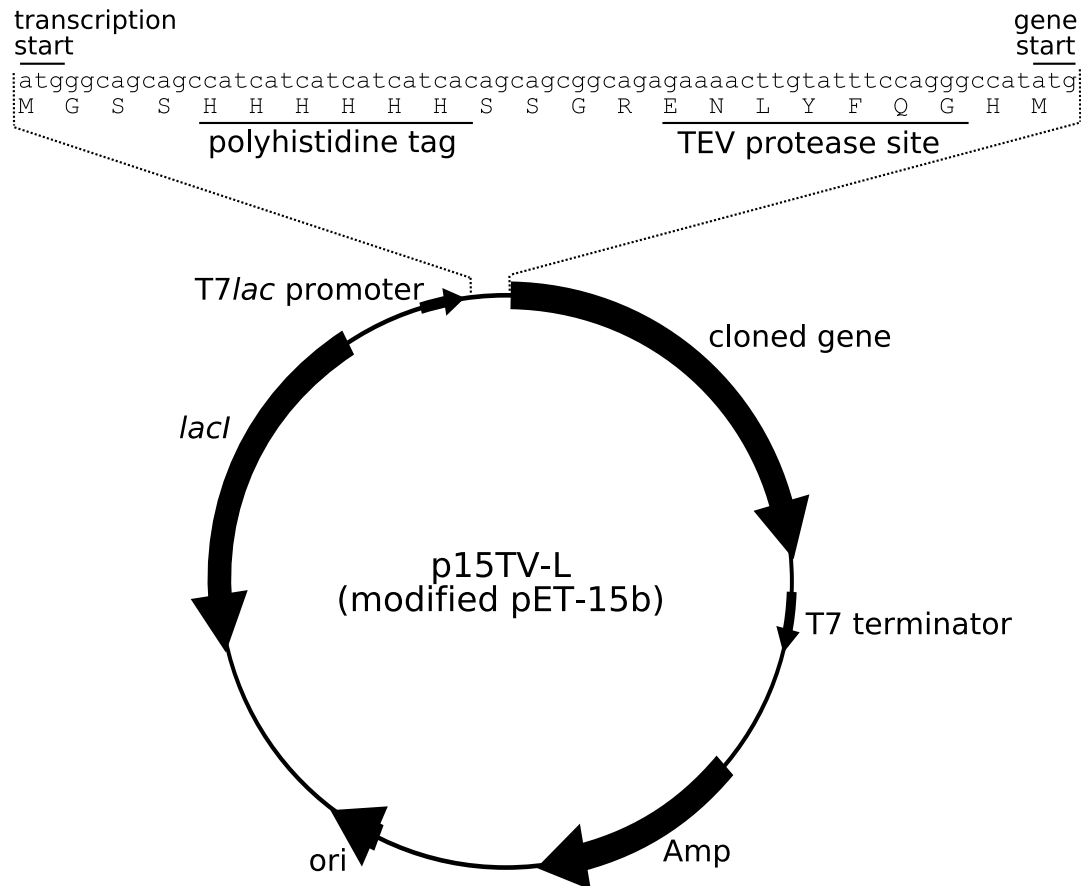 transcription
start
gene
start
atgggcagcagccatcatcatcatcatcacagcagcggcagagaaaacttgtatttccagggccatatg
M G S S H H H H H H S S G R E N L Y F Q G H M
polyhistidine tag
TEV protease site
T7lac promoter
cloned gene
lacI
p15TV-L
(modified pET-15b)
T7 terminator
Amp
ori